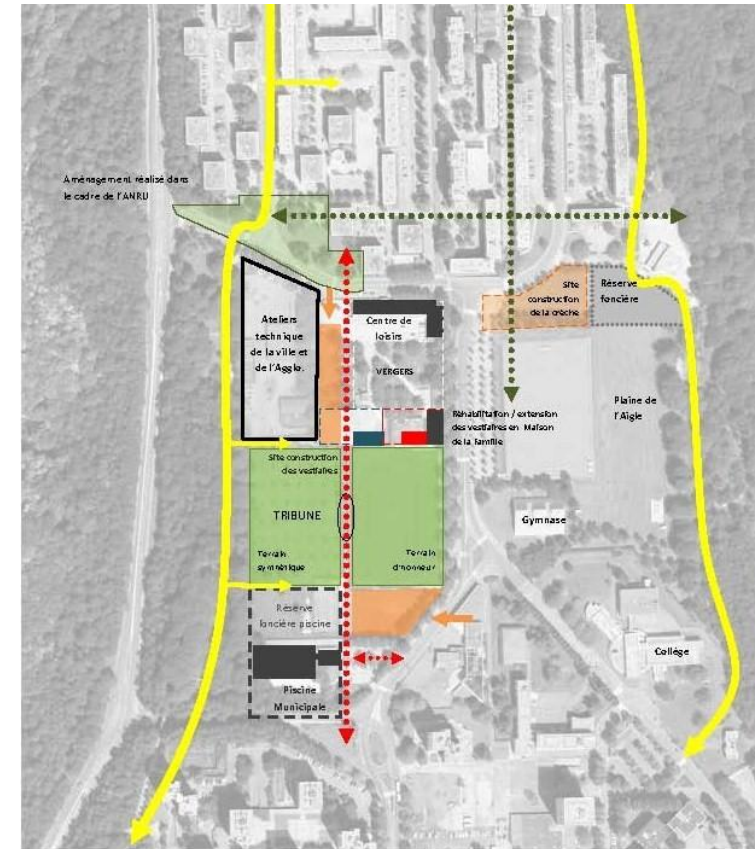 Aménagement réalisé dans
le cadre de l'ANRU
Ateliers
technique
de la ville et
de l'Agglo.
Centre de
loisirs
VERGERS
Site
construction
de la crèche
Réserve
foncière
Plaine de
l'Aigle
Réhabilitation / extension
des vestiaires en Maison
de la famille
Site construction
des vestiaires
TRIBUNE
Terrain
synthétique
Terrain
d'honneur
Gymnase
Réserve
foncière piscine
Piscine
Municipale
Collège